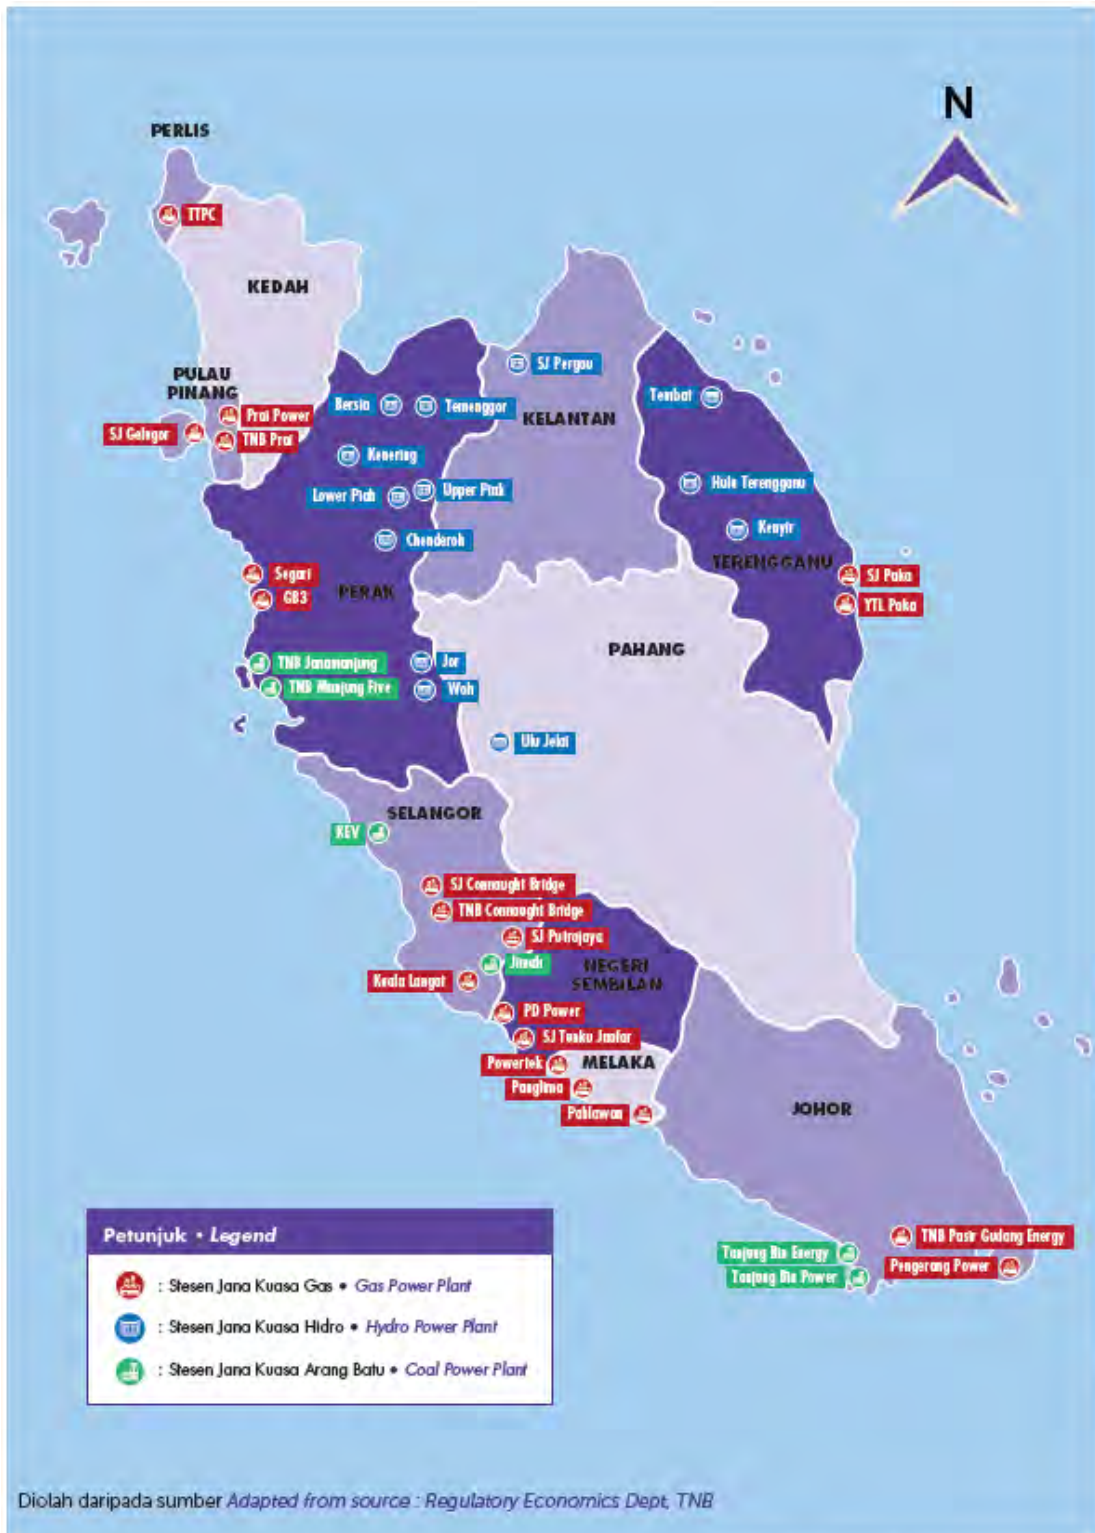 N
PERLIS
TTPC
KEDAH
PULAU
PINANG
Prai Power
SJ Gelugor
TNB Prai
Bersia
Temenggor
SJ Pergau
KELANTAN
Tembat
Kenering
Lower Piah
Upper Piah
Hulu Terengganu
Chenderoh
Kenyir
TERENGGANU
Segari
GB3
PERAK
SJ Paka
YTL Paka
PAHANG
TNB Janamanjung
Jor
TNB Manjung Five
Woh
Ulu Jelai
SELANGOR
KEV
SJ Connaught Bridge
TNB Connaught Bridge
SJ Putrajaya
Jimah
NEGERI
SEMBILAN
Kuala Langat
PD Power
SJ Tuanku Jaafar
Powertek
MELAKA
Panglima
Pahlawan
JOHOR
TNB Pasir Gudang Energy
Tanjung Bin Energy
Pengerang Power
Tanjung Bin Power
Petunjuk • Legend
: Stesen Jana Kuasa Gas • Gas Power Plant
: Stesen Jana Kuasa Hidro • Hydro Power Plant
: Stesen Jana Kuasa Arang Batu • Coal Power Plant
Diolah daripada sumber Adapted from source : Regulatory Economics Dept, TNB